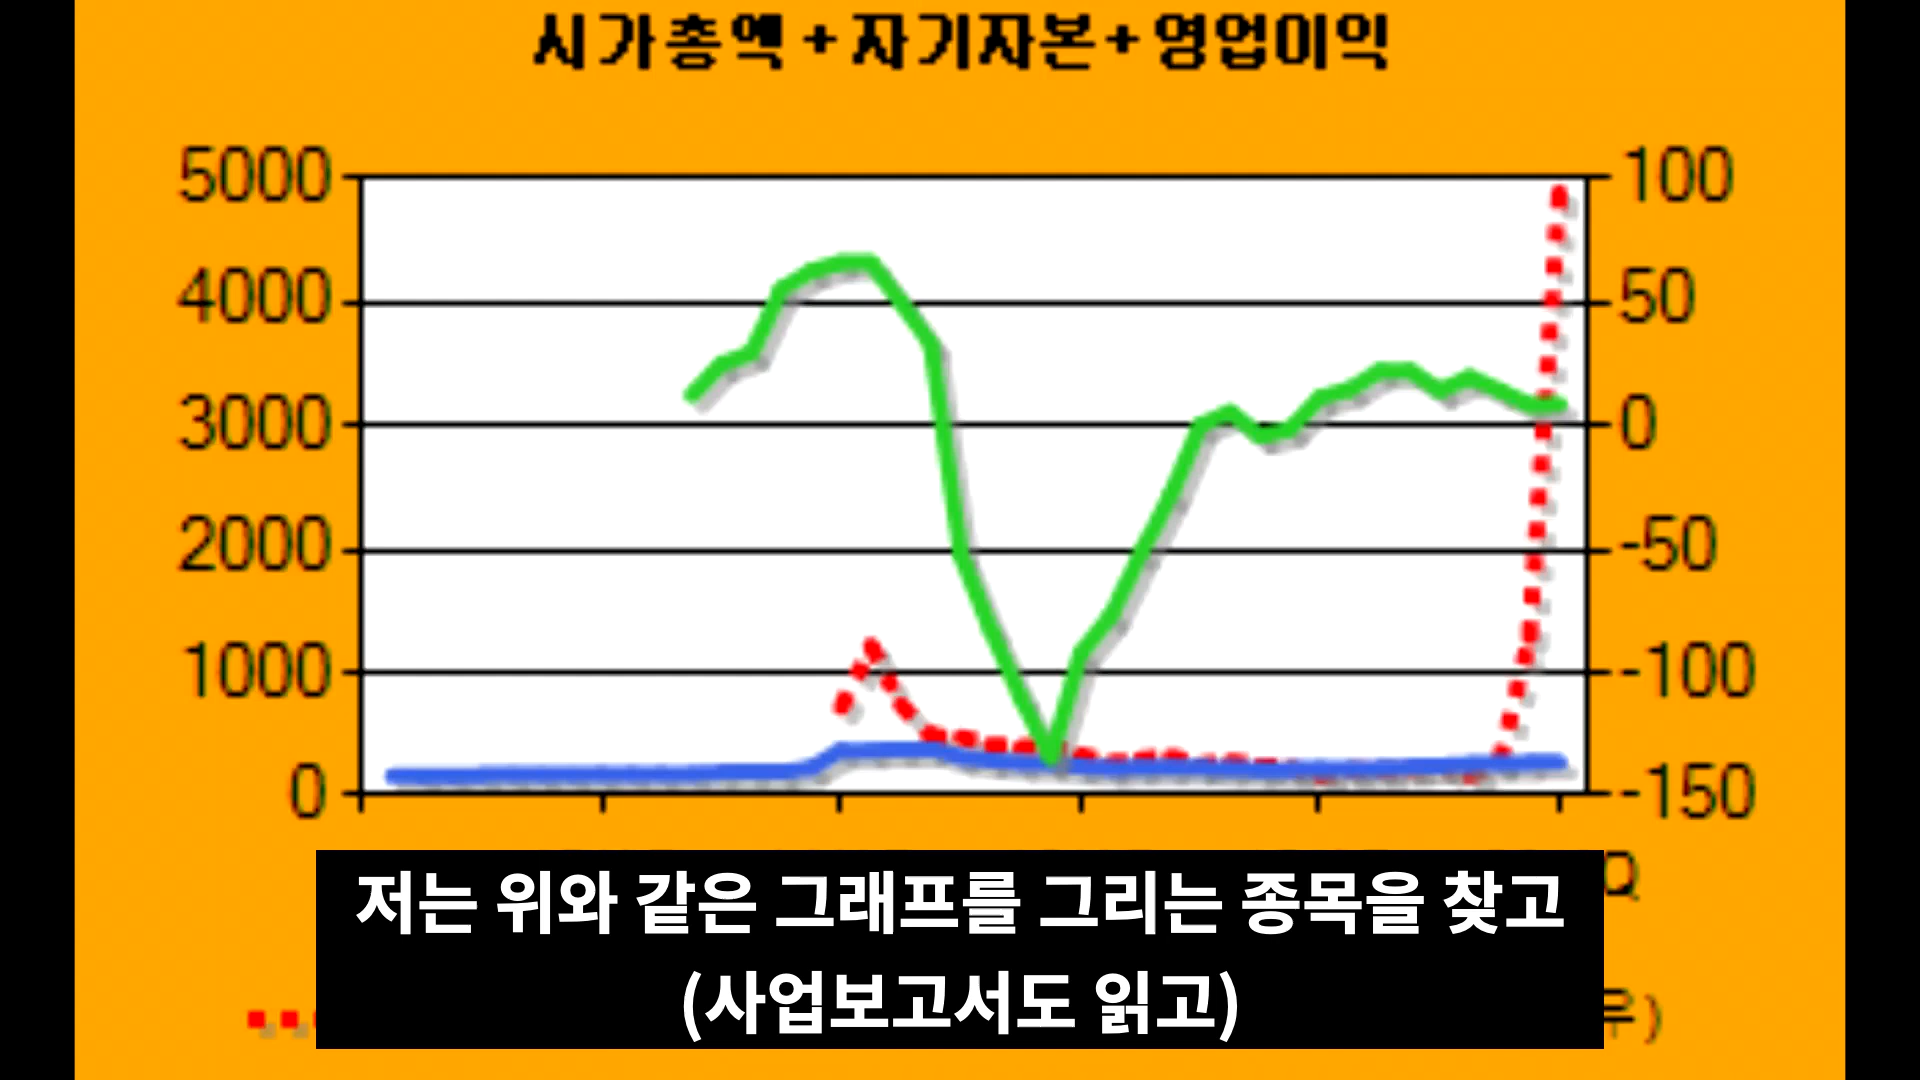 시가총액 + 자기자본 + 영업이익
5000 100
4000 50
3000 0
2000 -50
1000 -100
0 -150
저는 위와 같은 그래프를 그리는 종목을 찾고
(사업보고서도 읽고)
우)